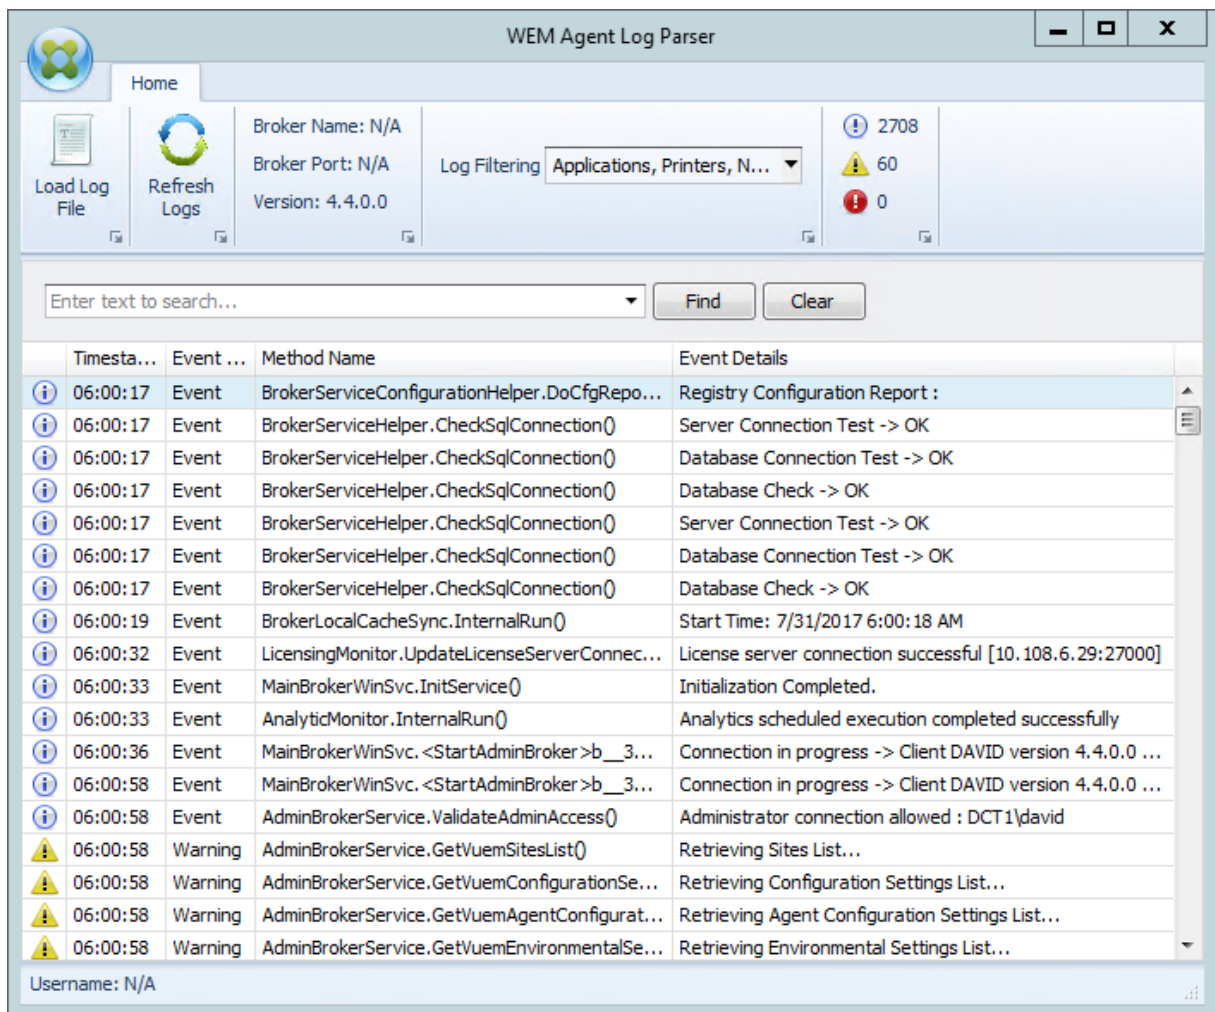 WEM Agent Log Parser
Home
Load Log File
Refresh Logs
Broker Name: N/A
Broker Port: N/A
Version: 4.4.0.0
Log Filtering Applications, Printers, N...
2708
60
0
Enter text to search...
Find Clear
Timesta... Event ... Method Name Event Details
06:00:17 Event BrokerServiceConfigurationHelper.DoCfgRepo... Registry Configuration Report :
06:00:17 Event BrokerServiceHelper.CheckSqlConnection() Server Connection Test -> OK
06:00:17 Event BrokerServiceHelper.CheckSqlConnection() Database Connection Test -> OK
06:00:17 Event BrokerServiceHelper.CheckSqlConnection() Database Check -> OK
06:00:17 Event BrokerServiceHelper.CheckSqlConnection() Server Connection Test -> OK
06:00:17 Event BrokerServiceHelper.CheckSqlConnection() Database Connection Test -> OK
06:00:17 Event BrokerServiceHelper.CheckSqlConnection() Database Check -> OK
06:00:19 Event BrokerLocalCacheSync.InternalRun() Start Time: 7/31/2017 6:00:18 AM
06:00:32 Event LicensingMonitor.UpdateLicenseServerConnec... License server connection successful [10.108.6.29:27000]
06:00:33 Event MainBrokerWinSvc.InitService() Initialization Completed.
06:00:33 Event AnalyticMonitor.InternalRun() Analytics scheduled execution completed successfully
06:00:36 Event MainBrokerWinSvc.<StartAdminBroker>b__3... Connection in progress -> Client DAVID version 4.4.0.0 ...
06:00:58 Event MainBrokerWinSvc.<StartAdminBroker>b__3... Connection in progress -> Client DAVID version 4.4.0.0 ...
06:00:58 Event AdminBrokerService.ValidateAdminAccess() Administrator connection allowed : DCT1\david
06:00:58 Warning AdminBrokerService.GetVuemSitesList() Retrieving Sites List...
06:00:58 Warning AdminBrokerService.GetVuemConfigurationSe... Retrieving Configuration Settings List...
06:00:58 Warning AdminBrokerService.GetVuemAgentConfigurat... Retrieving Agent Configuration Settings List...
06:00:58 Warning AdminBrokerService.GetVuemEnvironmentalSe... Retrieving Environmental Settings List...
Username: N/A